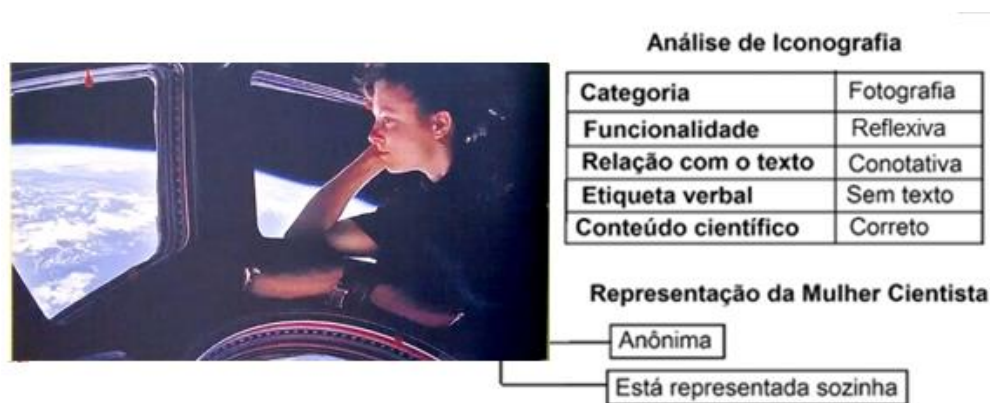 Análise de Iconografia
Categoria Fotografia
Funcionalidade Reflexiva
Relação com o texto Conotativa
Etiqueta verbal Sem texto
Conteúdo científico Correto
Representação da Mulher Cientista
Anônima
Está representada sozinha